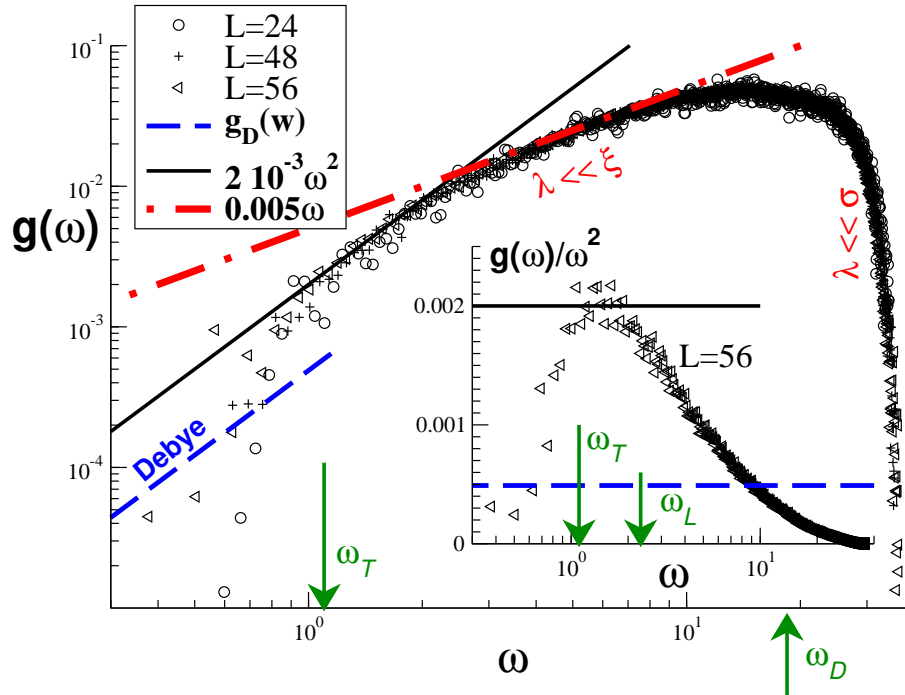 L=24
L=48
L=56
g_D(w)
2 10^-3 ω^2
0.005ω
10^-1
10^-2
10^-3
10^-4
g(ω)
λ << ξ
λ << σ
Debye
ω_T
g(ω)/ω^2
0.002
0.001
0
L=56
ω_T
ω_L
10^0
10^1
ω
10^0
10^1
ω
ω_D